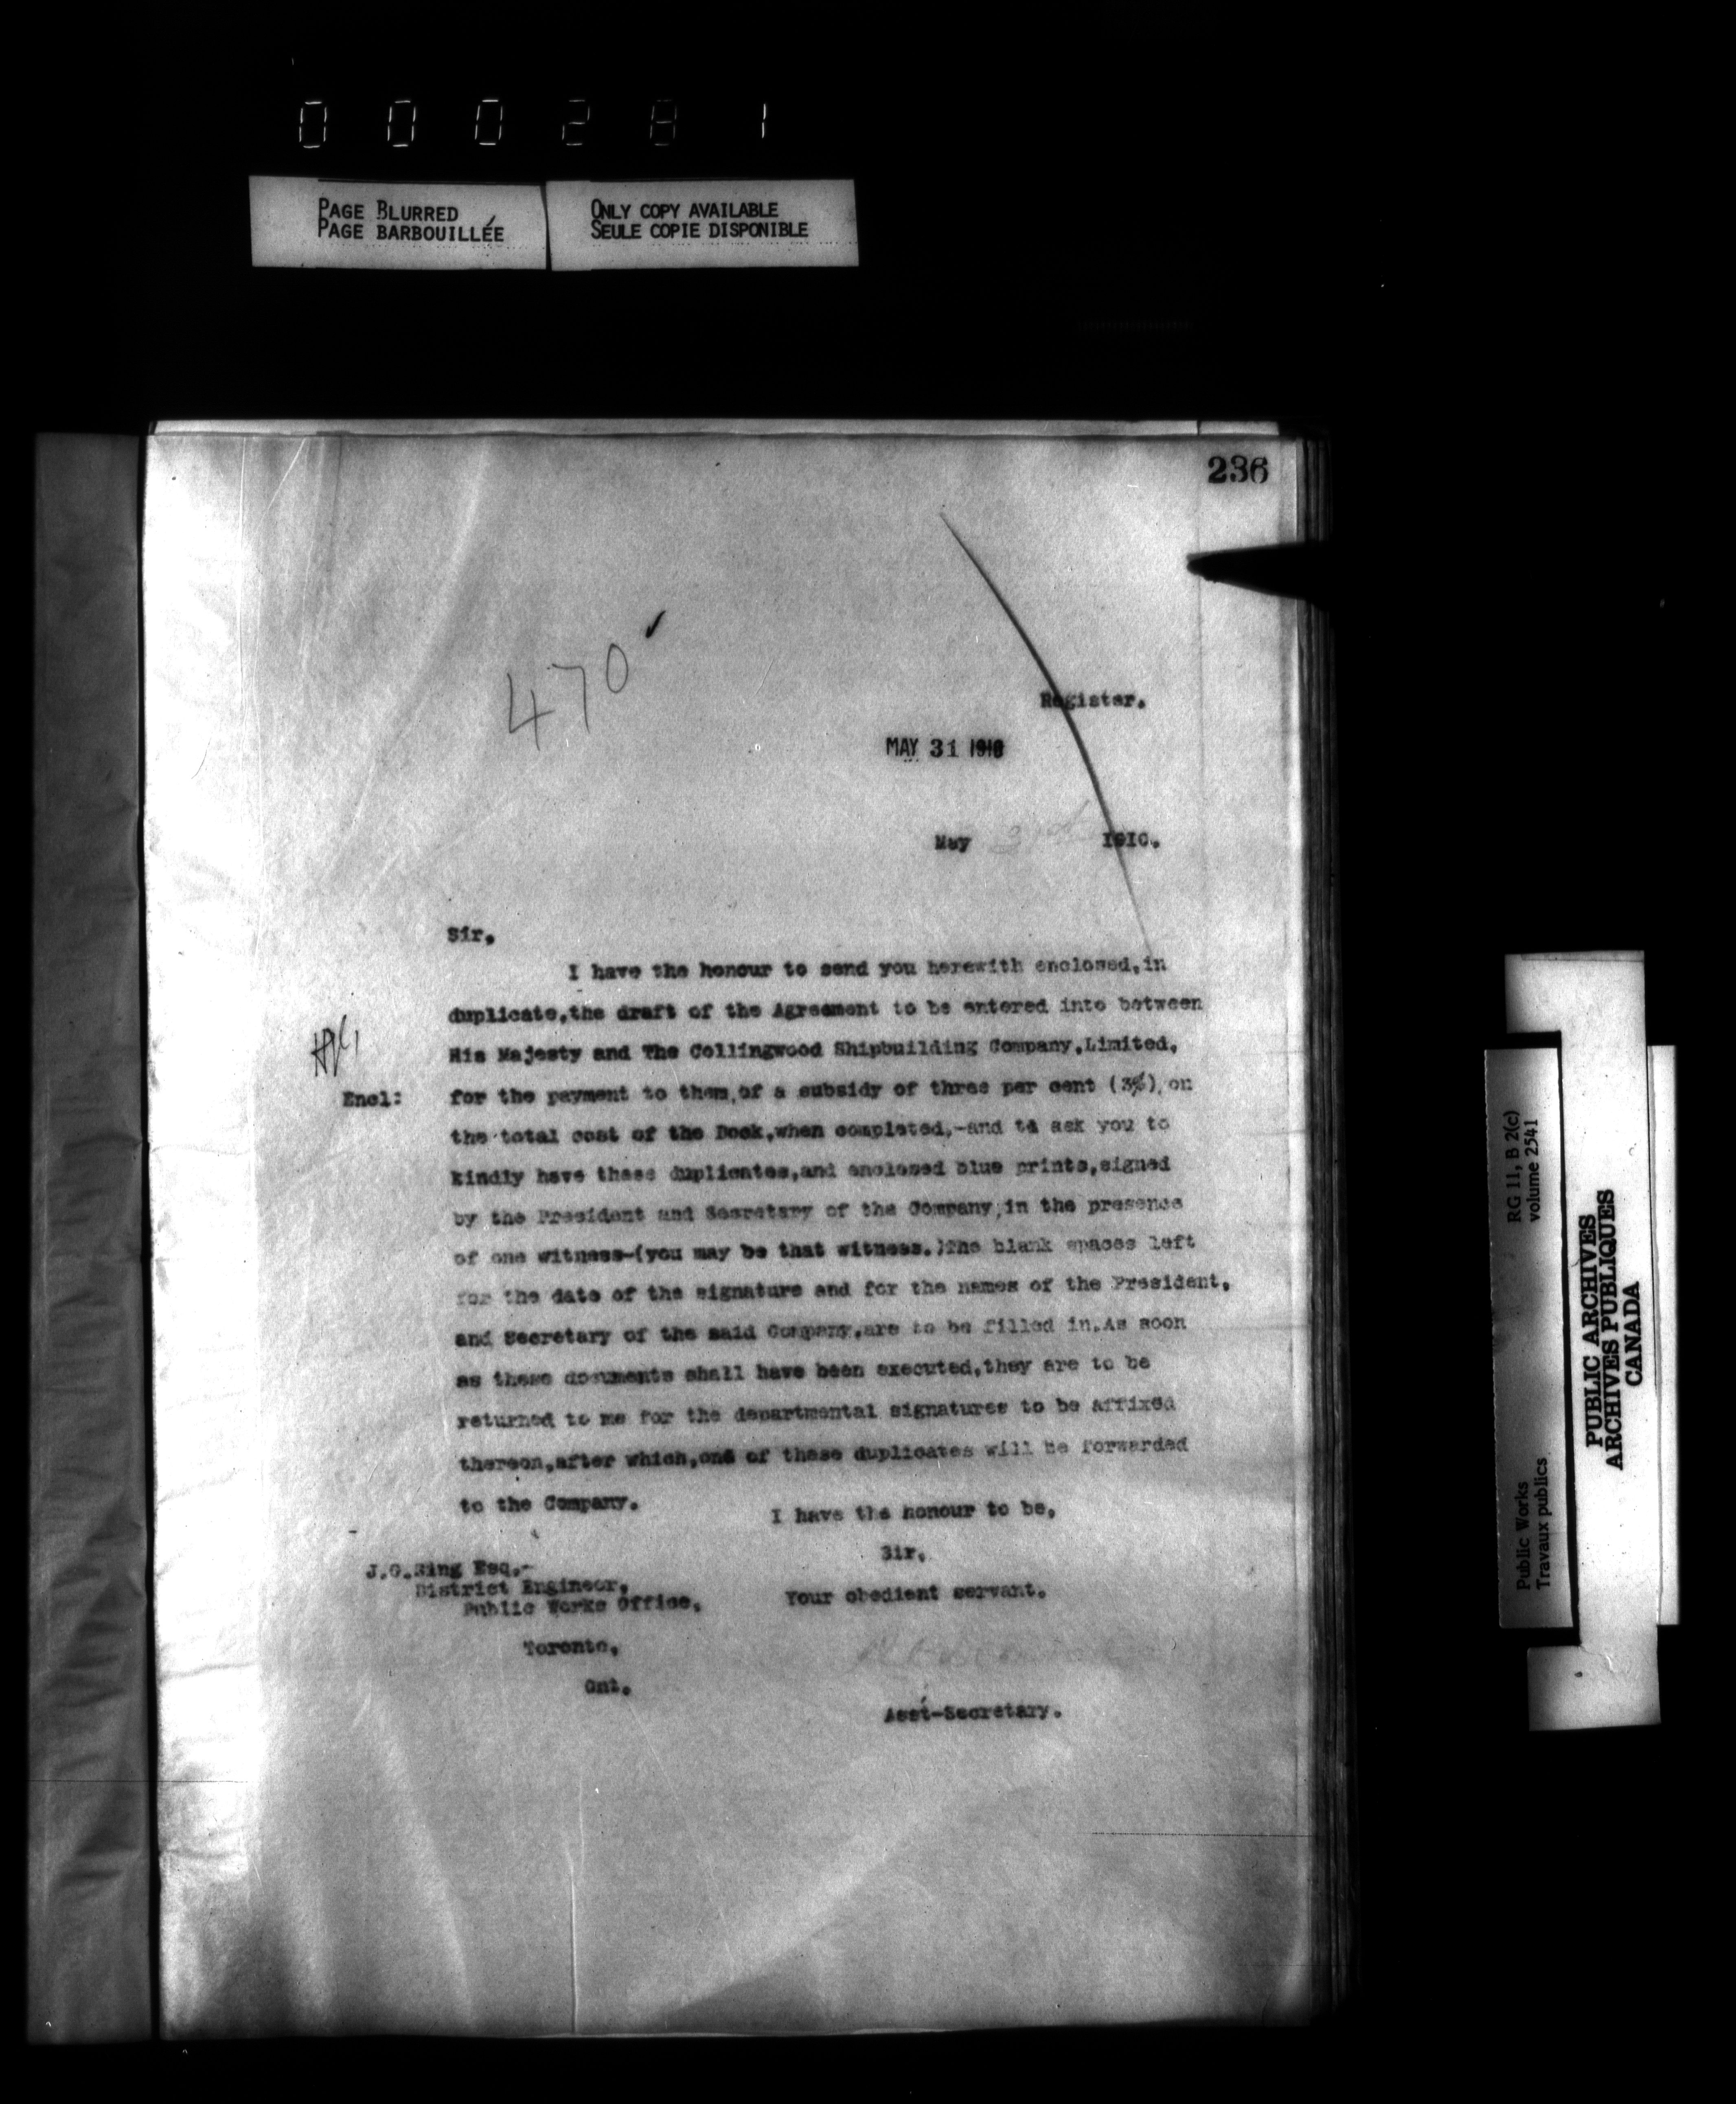 000281
PAGE BLURRED
PAGE BARBOUILLÉE
ONLY COPY AVAILABLE
SEULE COPIE DISPONIBLE
236
470
Register.
MAY 31 1910
May 1910.
Sir,
I have the honour to send you herewith enclosed,in
duplicate,the draft of the Agreement to be entered into between
His Majesty and The Collingwood Shipbuilding Company,Limited,
Encl: for the payment to them,of a subsidy of three per cent (3%),on
the total cost of the Dock,when completed,-and to ask you to
kindly have these duplicates,and enclosed blue prints,signed
by the President and Secretary of the Company,in the presence
of one witness-(you may be that witness.)The blank spaces left
for the date of the signature and for the names of the President,
and Secretary of the said Company,are to be filled in.As soon
as these documents shall have been executed,they are to be
returned to me for the departmental signatures to be affixed
thereon,after which,one of these duplicates will be forwarded
to the Company.
I have the honour to be,
Sir,
Your obedient servant.
Asst-Secretary.
J.G.Sing Esq.-
District Engineer,
Public Works Office,
Toronto,
Ont.
RG 11, B 2(c)
volume 2541
Public Works
Travaux publics
PUBLIC ARCHIVES
ARCHIVES PUBLIQUES
CANADA